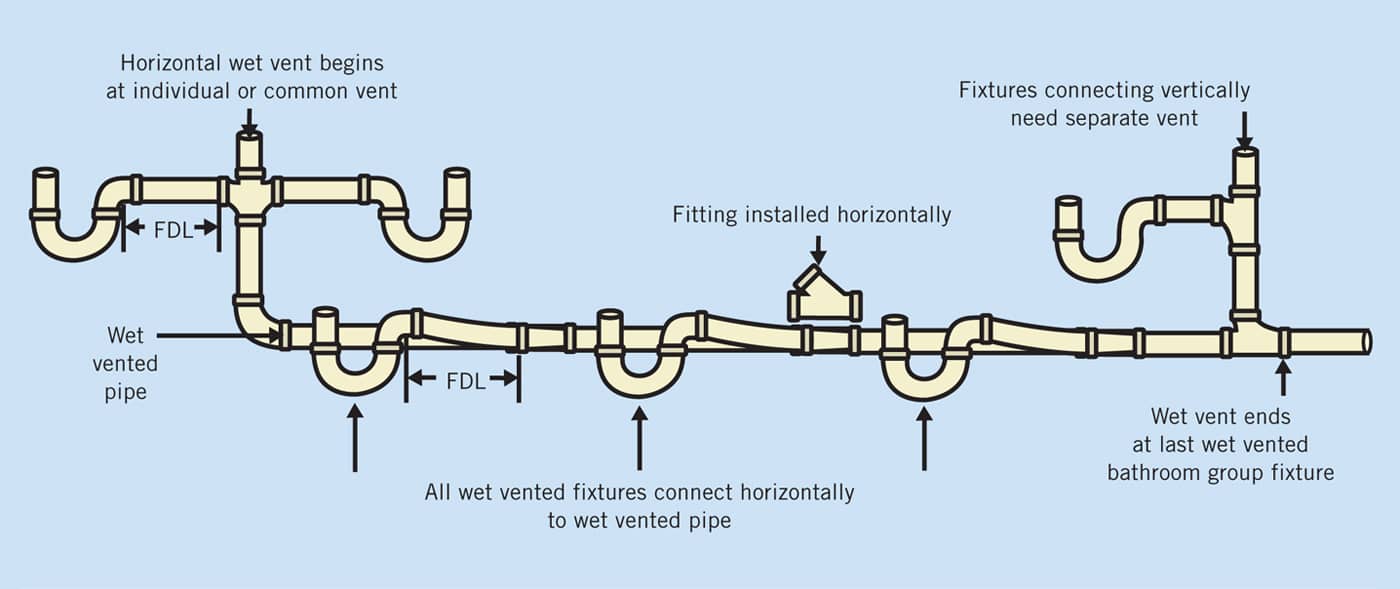 Horizontal wet vent begins
at individual or common vent
Fixtures connecting vertically
need separate vent
Fitting installed horizontally
FDL
Wet
vented
pipe
FDL
Wet vent ends
at last wet vented
bathroom group fixture
All wet vented fixtures connect horizontally
to wet vented pipe